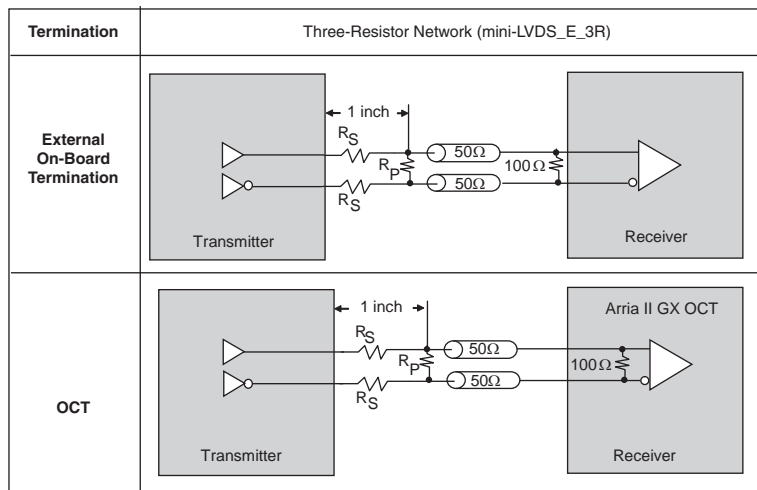 Termination
Three-Resistor Network (mini-LVDS_E_3R)
External
On-Board
Termination
1 inch
RS
50Ω
RP
100Ω
50Ω
RS
Transmitter
Receiver
OCT
1 inch
Arria II GX OCT
RS
50Ω
RP
100Ω
50Ω
RS
Transmitter
Receiver